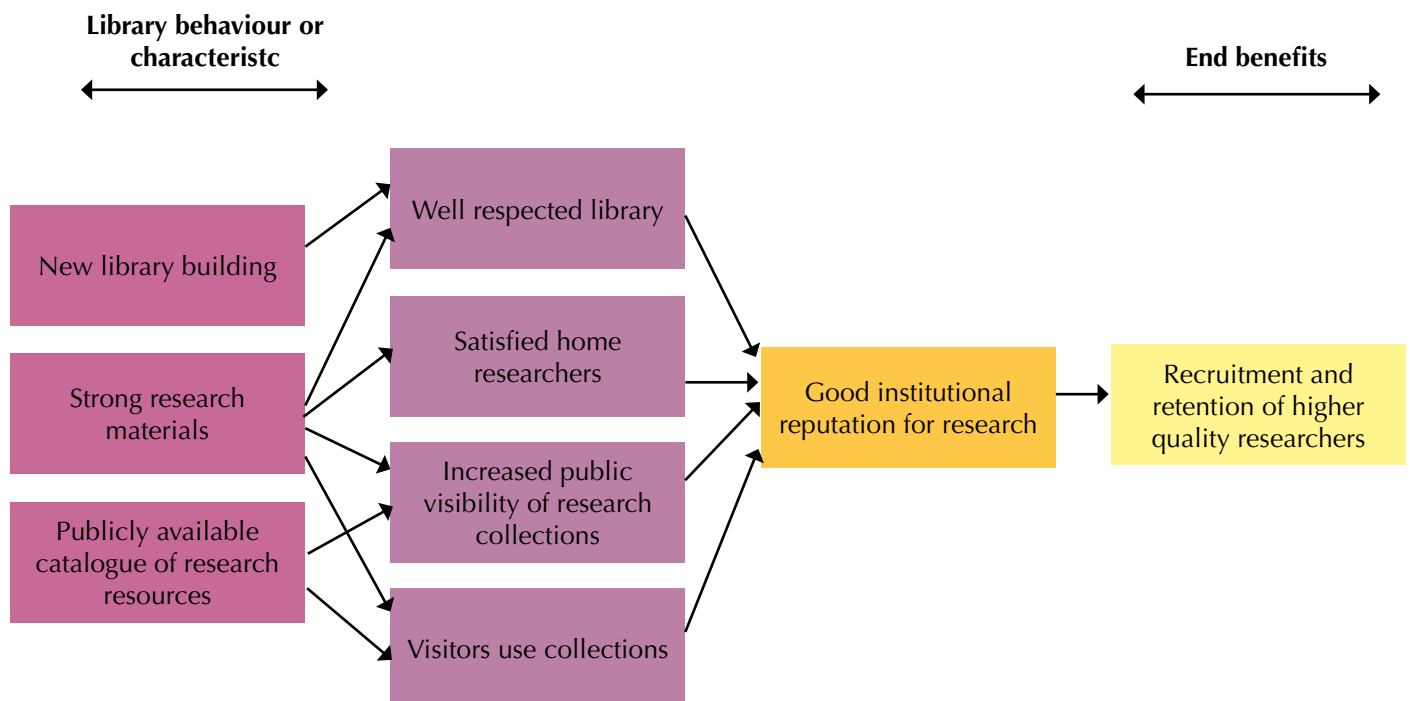 Library behaviour or
characteristc
End benefits
New library building
Strong research
materials
Publicly available
catalogue of research
resources
Well respected library
Satisfied home
researchers
Increased public
visibility of research
collections
Visitors use collections
Good institutional
reputation for research
Recruitment and
retention of higher
quality researchers